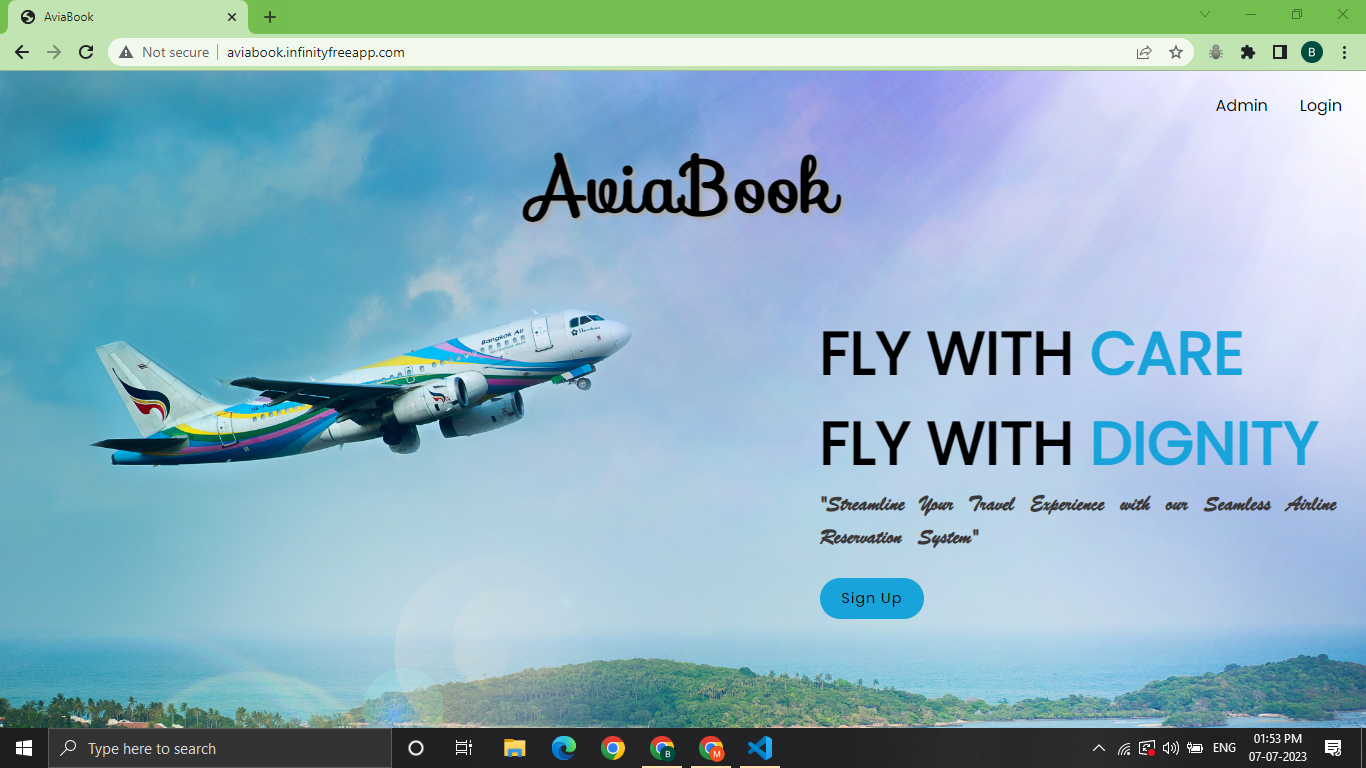 AviaBook
Not secure
aviabook.infinityfreeapp.com
B
Admin Login
AviaBook
Bangkok Air
FLY WITH CARE
FLY WITH DIGNITY
"Streamline Your Travel Experience with our Seamless Airline
Reservation System"
Sign Up
Type here to search
B
M
ENG
01:53 PM
07-07-2023